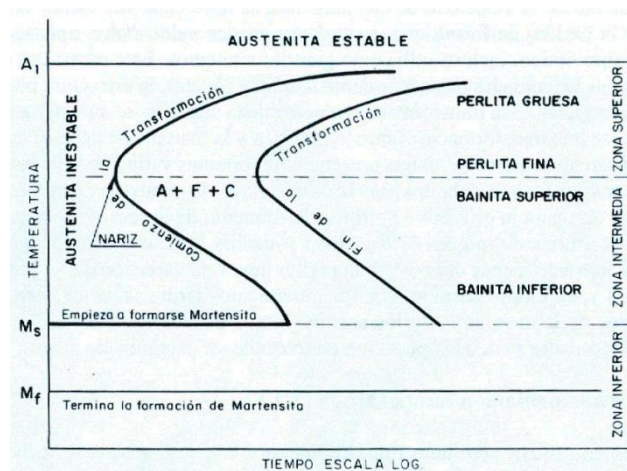 AUSTENITA ESTABLE
A₁
PERLITA GRUESA
ZONA SUPERIOR
AUSTENITA INESTABLE
Comienzo de la Transformación
Fin de la Transformación
PERLITA FINA
A + F + C
BAINITA SUPERIOR
NARIZ
TEMPERATURA
ZONA INTERMEDIA
BAINITA INFERIOR
Empieza a formarse Martensita
Ms
Mf
Termina la formación de Martensita
ZONA INFERIOR
TIEMPO ESCALA LOG.